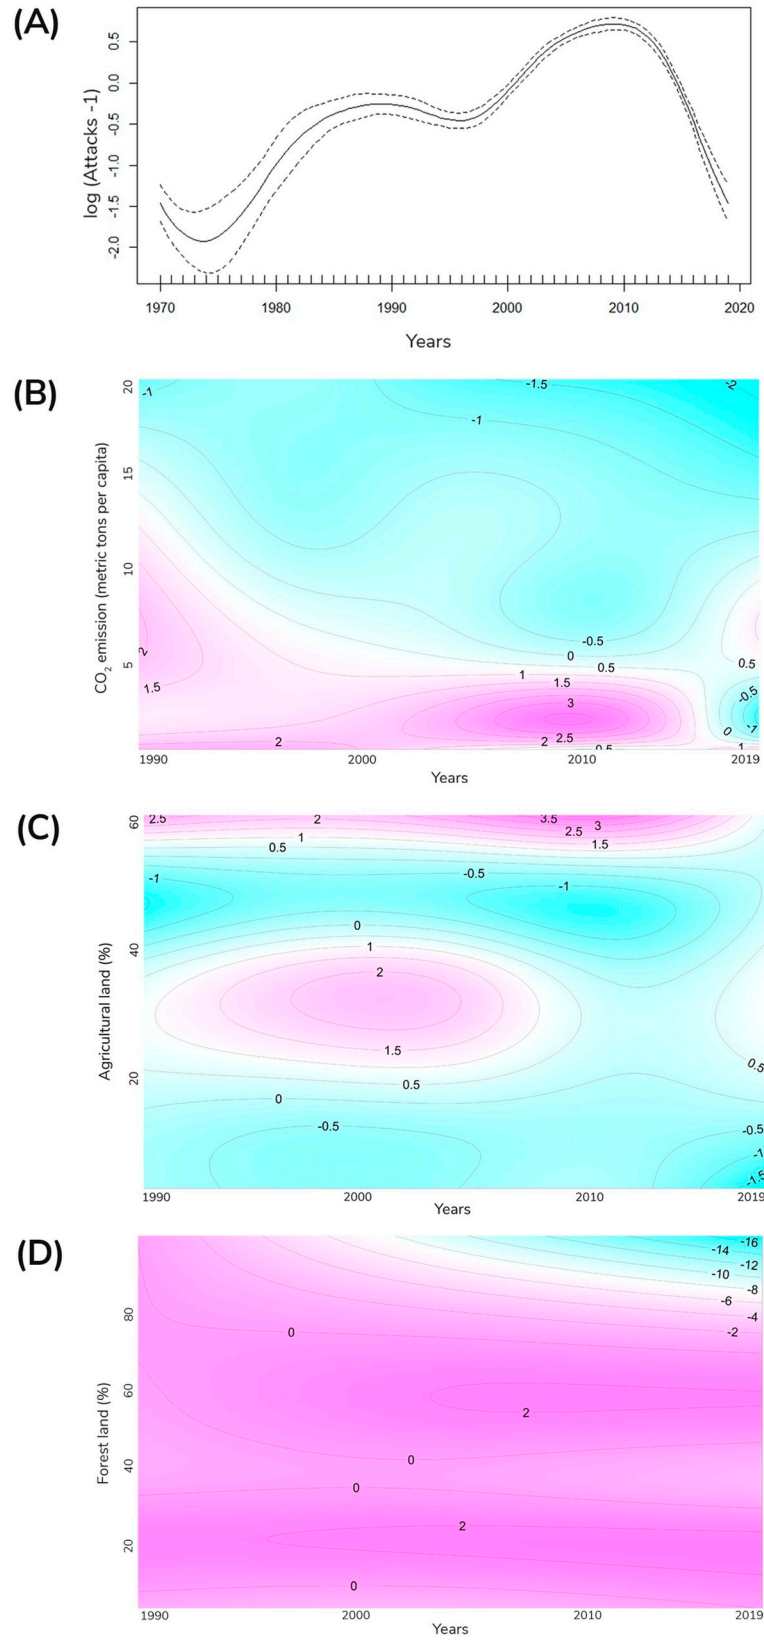 (A)
log (Attacks -1)
0.5
0.0
-0.5
-1.0
-1.5
-2.0
1970 1980 1990 2000 2010 2020
Years
(B)
CO2 emission (metric tons per capita)
20
15
10
5
-1 -1.5 -2
-1
-0.5
0 0.5 0.5
2 1 1.5
1.5 -0.5
3
0 -1
2 2 2.5 0.5 1
1990 2000 2010 2019
Years
(C)
Agricultural land (%)
60
40
20
2.5 2 3.5 3
2.5
1 1.5
0.5
-1 -0.5
-1
0
1
2
1.5
0.5 0.5
0
-0.5 -0.5
-1
-1.5
1990 2000 2010 2019
Years
(D)
Forest land (%)
80
60
40
20
-16
-14
-12
-10
-8
-6
-4
0 -2
2
0
0
2
0
1990 2000 2010 2019
Years